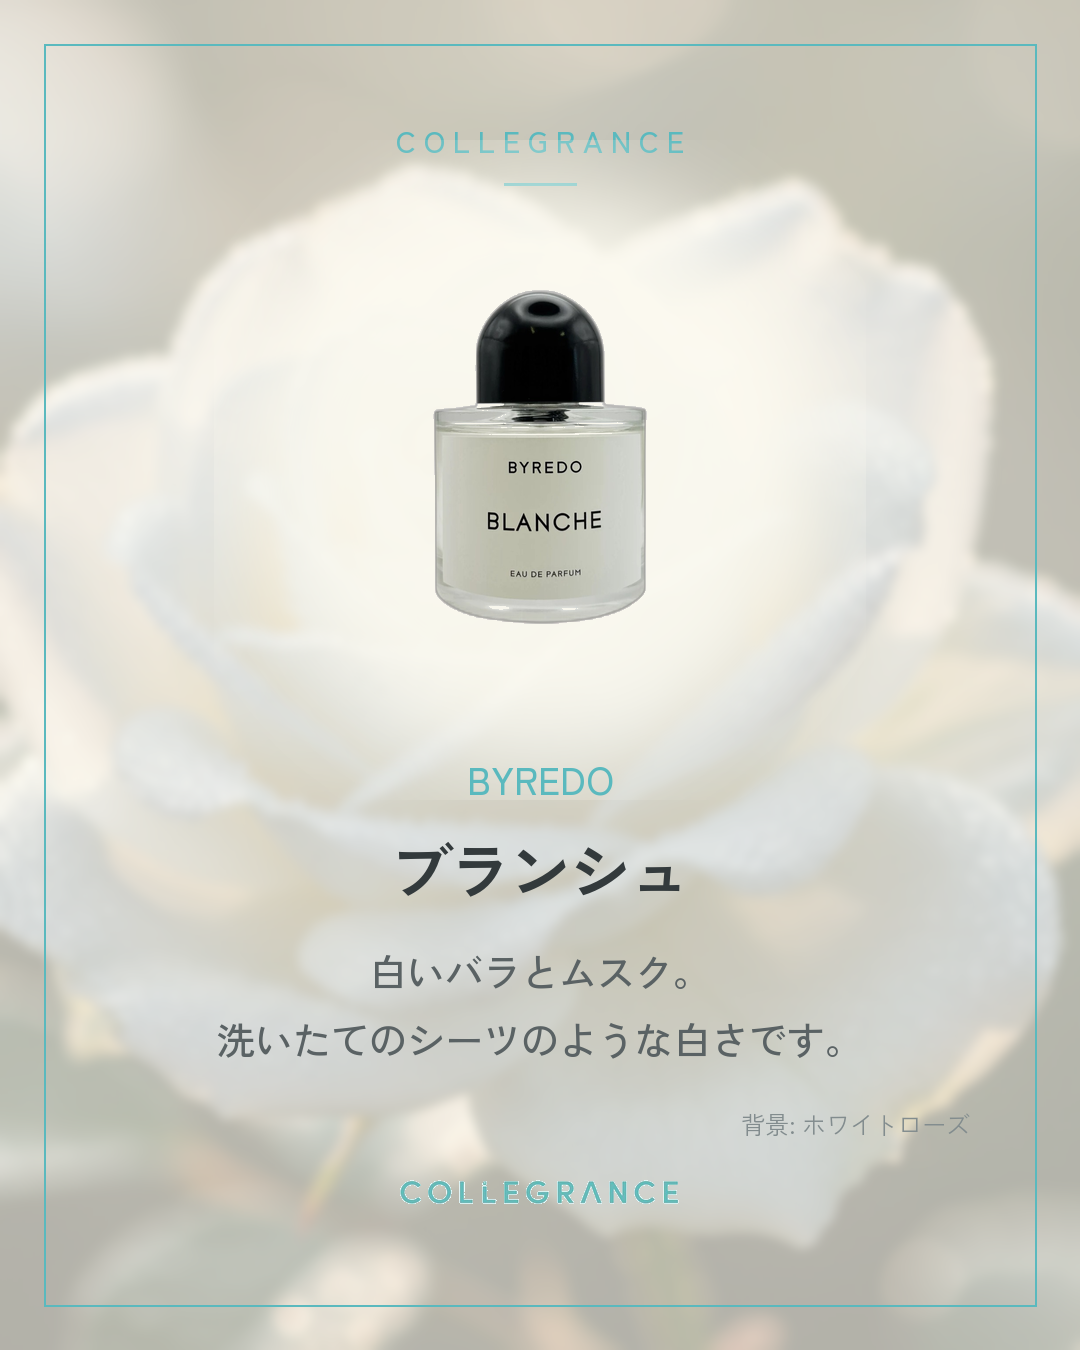 COLLEGRANCE
BYREDO
BLANCHE
EAU DE PARFUM
BYREDO
ブランシュ
白いバラとムスク。
洗いたてのシーツのような白さです。
背景: ホワイトローズ
COLLEGRANCE